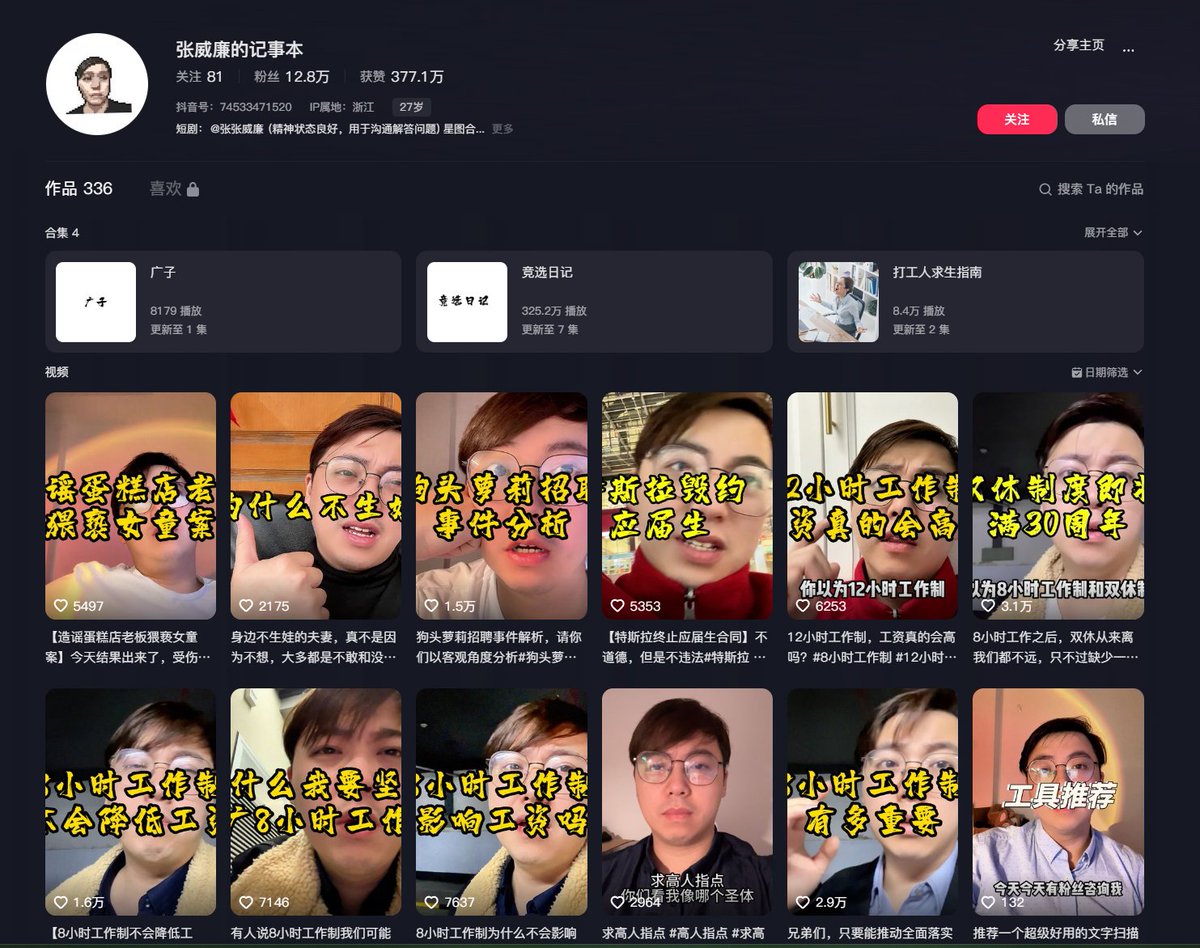 张威廉的记事本
分享主页 ...
关注 81 粉丝 12.8万 获赞 377.1万
抖音号：74533471520 IP属地：浙江 27岁
短剧：@张张威廉 (精神状态良好，用于沟通解答问题) 星图合... 更多
关注 私信
作品 336 喜欢
搜索 Ta 的作品
合集 4
展开全部
广子
广子
8179 播放
更新至 1 集
竞选日记
竞选日记
325.2万 播放
更新至 7 集
打工人求生指南
8.4万 播放
更新至 2 集
视频
日期筛选
谣蛋糕店老
猥亵女童案
5497
【造谣蛋糕店老板猥亵女童
案】今天结果出来了，受伤…
为什么不生娃
2175
身边不生娃的夫妻，真不是因
为不想，大多都是不敢和没…
狗头萝莉招聘
事件分析
1.5万
狗头萝莉招聘事件解析，请你
们以客观角度分析#狗头萝…
特斯拉毁约
应届生
5353
【特斯拉终止应届生合同】不
道德，但是不违法#特斯拉 …
2小时工作制
资真的会高
你以为12小时工作制
6253
12小时工作制，工资真的会高
吗？#8小时工作制 #12小时…
双休制度即将
满30周年
以为8小时工作制和双休制
3.1万
8小时工作之后，双休从来离
我们都不远，只不过缺少一…
8小时工作制
不会降低工资
1.6万
【8小时工作制不会降低工
什么我要坚
广8小时工作
7146
有人说8小时工作制我们可能
8小时工作制
影响工资吗
7637
8小时工作制为什么不会影响
求高人指点
你们看我像哪个圣体
2964
求高人指点 #高人指点 #求高
8小时工作制
有多重要
2.9万
兄弟们，只要能推动全面落实
工具推荐
今天今天有粉丝咨询我
132
推荐一个超级好用的文字扫描